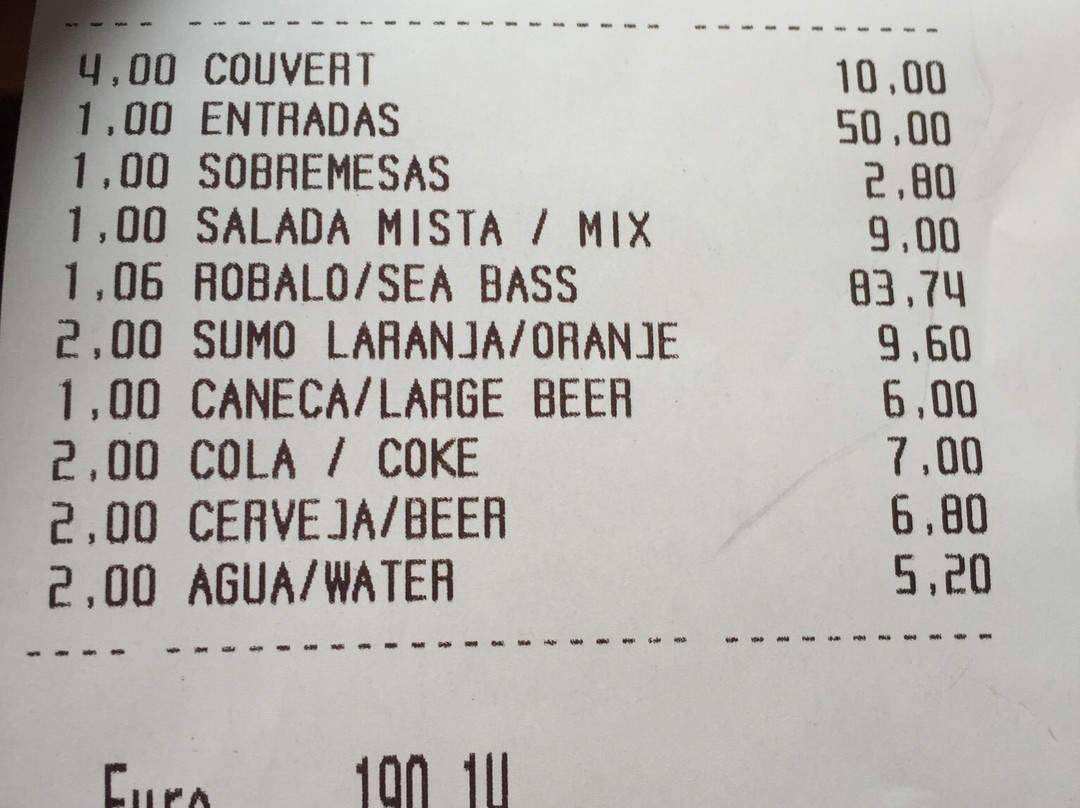 4,00 COUVERT 10,00
1,00 ENTRADAS 50,00
1,00 SOBREMESAS 2,80
1,00 SALADA MISTA / MIX 9,00
1,06 ROBALO/SEA BASS 83,74
2,00 SUMO LARANJA/ORANJE 9,60
1,00 CANECA/LARGE BEER 6,00
2,00 COLA / COKE 7,00
2,00 CERVEJA/BEER 6,80
2,00 AGUA/WATER 5,20
Euro 190,14